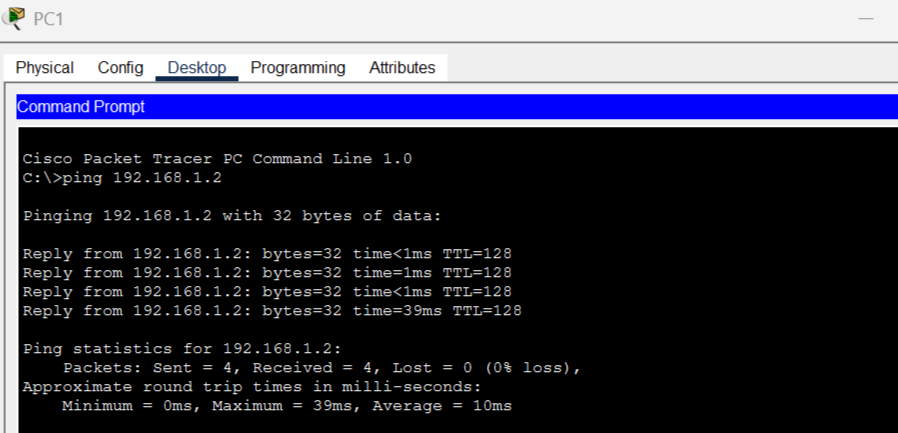 PC1
Physical Config Desktop Programming Attributes
Command Prompt
Cisco Packet Tracer PC Command Line 1.0
C:\>ping 192.168.1.2
Pinging 192.168.1.2 with 32 bytes of data:
Reply from 192.168.1.2: bytes=32 time<1ms TTL=128
Reply from 192.168.1.2: bytes=32 time=1ms TTL=128
Reply from 192.168.1.2: bytes=32 time<1ms TTL=128
Reply from 192.168.1.2: bytes=32 time=39ms TTL=128
Ping statistics for 192.168.1.2:
Packets: Sent = 4, Received = 4, Lost = 0 (0% loss),
Approximate round trip times in milli-seconds:
Minimum = 0ms, Maximum = 39ms, Average = 10ms